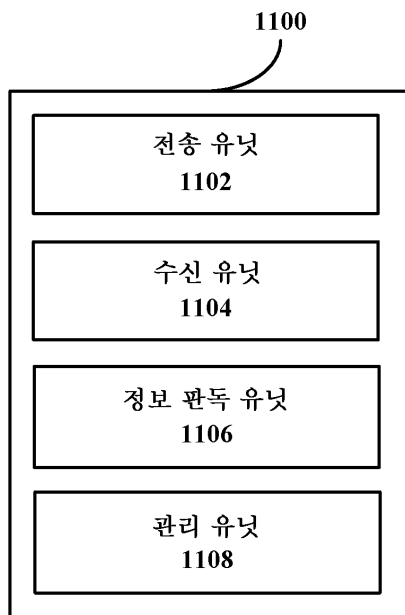 1100
전송 유닛
1102
수신 유닛
1104
정보 판독 유닛
1106
관리 유닛
1108